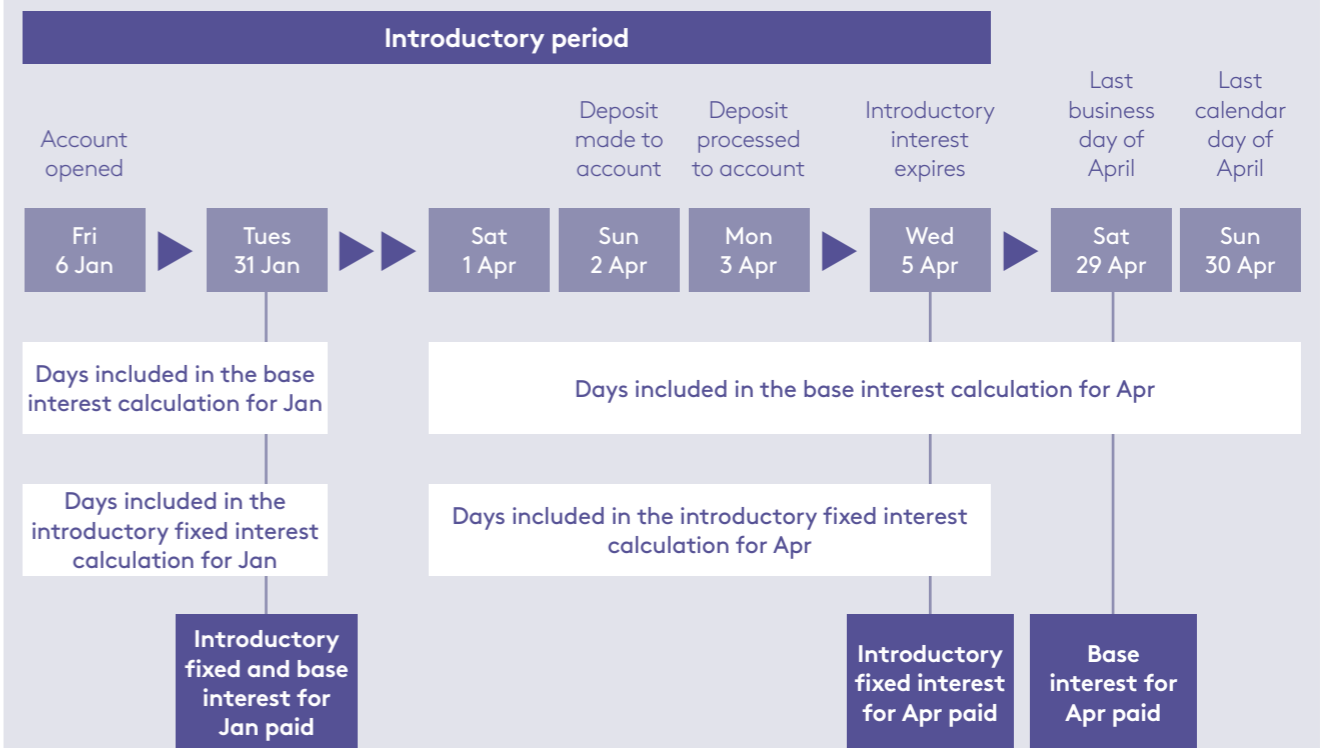 Introductory period
Account
opened
Deposit
made to
account
Deposit
processed
to account
Introductory
interest
expires
Last
business
day of
April
Last
calendar
day of
April
Fri
6 Jan
Tues
31 Jan
Sat
1 Apr
Sun
2 Apr
Mon
3 Apr
Wed
5 Apr
Sat
29 Apr
Sun
30 Apr
Days included in the base
interest calculation for Jan
Days included in the base interest calculation for Apr
Days included in the
introductory fixed interest
calculation for Jan
Days included in the introductory fixed interest
calculation for Apr
Introductory
fixed and base
interest for
Jan paid
Introductory
fixed interest
for Apr paid
Base
interest for
Apr paid